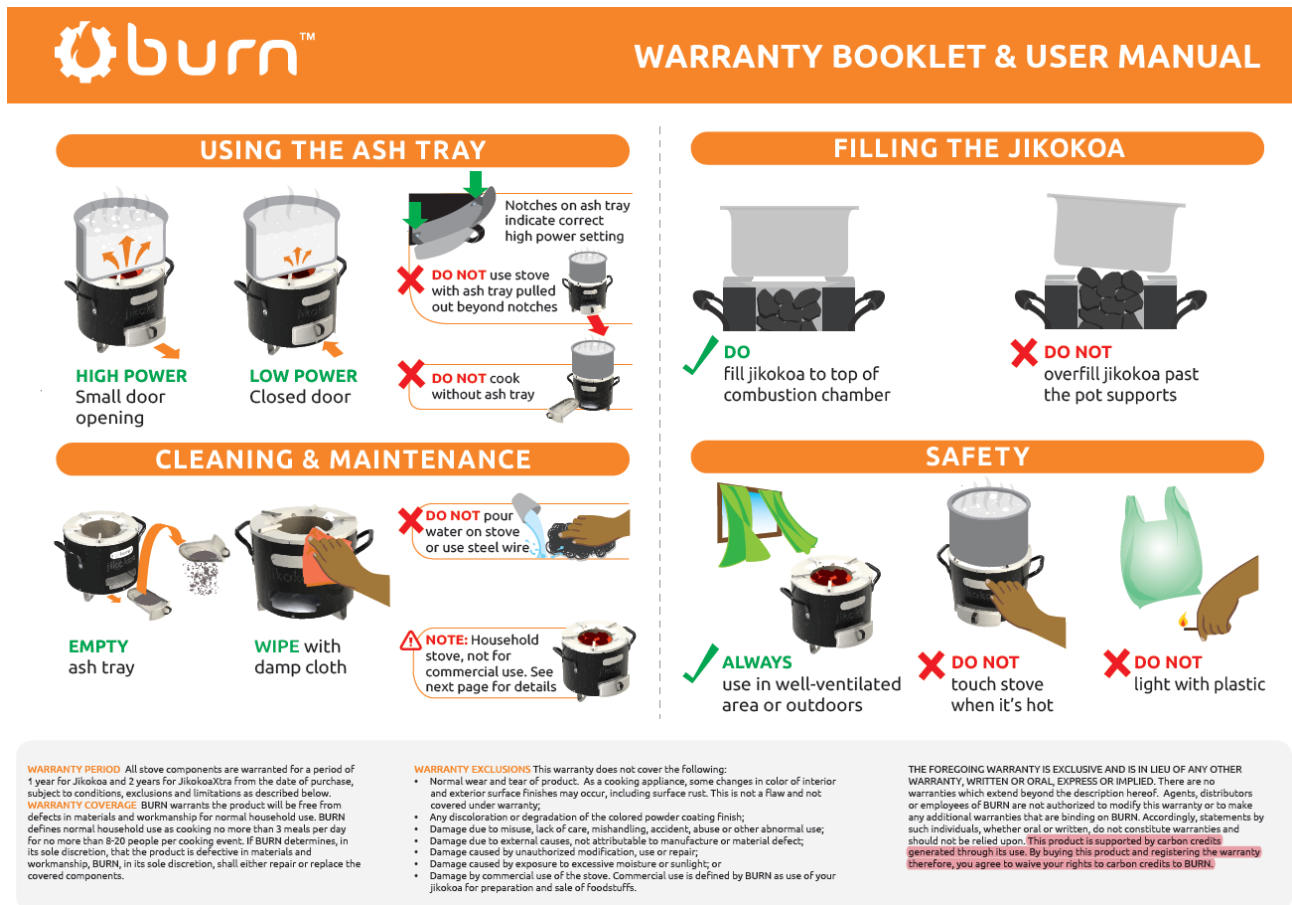 burn™
WARRANTY BOOKLET & USER MANUAL
USING THE ASH TRAY
HIGH POWER
Small door
opening
LOW POWER
Closed door
Notches on ash tray
indicate correct
high power setting
DO NOT use stove
with ash tray pulled
out beyond notches
DO NOT cook
without ash tray
FILLING THE JIKOKOA
DO
fill jikokoa to top of
combustion chamber
DO NOT
overfill jikokoa past
the pot supports
CLEANING & MAINTENANCE
EMPTY
ash tray
WIPE with
damp cloth
DO NOT pour
water on stove
or use steel wire
NOTE: Household
stove, not for
commercial use. See
next page for details
SAFETY
ALWAYS
use in well-ventilated
area or outdoors
DO NOT
touch stove
when it's hot
DO NOT
light with plastic
WARRANTY PERIOD All stove components are warranted for a period of
1 year for Jikokoa and 2 years for JikokoaXtra from the date of purchase,
subject to conditions, exclusions and limitations as described below.
WARRANTY COVERAGE BURN warrants the product will be free from
defects in materials and workmanship for normal household use. BURN
defines normal household use as cooking no more than 3 meals per day
for no more than 8-20 people per cooking event. If BURN determines, in
its sole discretion, that the product is defective in materials and
workmanship, BURN, in its sole discretion, shall either repair or replace the
covered components.
WARRANTY EXCLUSIONS This warranty does not cover the following:
• Normal wear and tear of product. As a cooking appliance, some changes in color of interior
and exterior surface finishes may occur, including surface rust. This is not a flaw and not
covered under warranty;
• Any discoloration or degradation of the colored powder coating finish;
• Damage due to misuse, lack of care, mishandling, accident, abuse or other abnormal use;
• Damage due to external causes, not attributable to manufacture or material defect;
• Damage caused by unauthorized modification, use or repair;
• Damage caused by exposure to excessive moisture or sunlight; or
• Damage by commercial use of the stove. Commercial use is defined by BURN as use of your
jikokoa for preparation and sale of foodstuffs.
THE FOREGOING WARRANTY IS EXCLUSIVE AND IS IN LIEU OF ANY OTHER
WARRANTY, WRITTEN OR ORAL, EXPRESS OR IMPLIED. There are no
warranties which extend beyond the description hereof. Agents, distributors
or employees of BURN are not authorized to modify this warranty or to make
any additional warranties that are binding on BURN. Accordingly, statements by
such individuals, whether oral or written, do not constitute warranties and
should not be relied upon. This product is supported by carbon credits
generated through its use. By buying this product and registering the warranty
therefore, you agree to waive your rights to carbon credits to BURN.